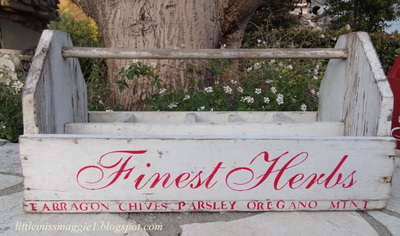 Finest Herbs
TARRAGON CHIVES PARSLEY OREGANO MINT
littlemissmaggie1.blogspot.com